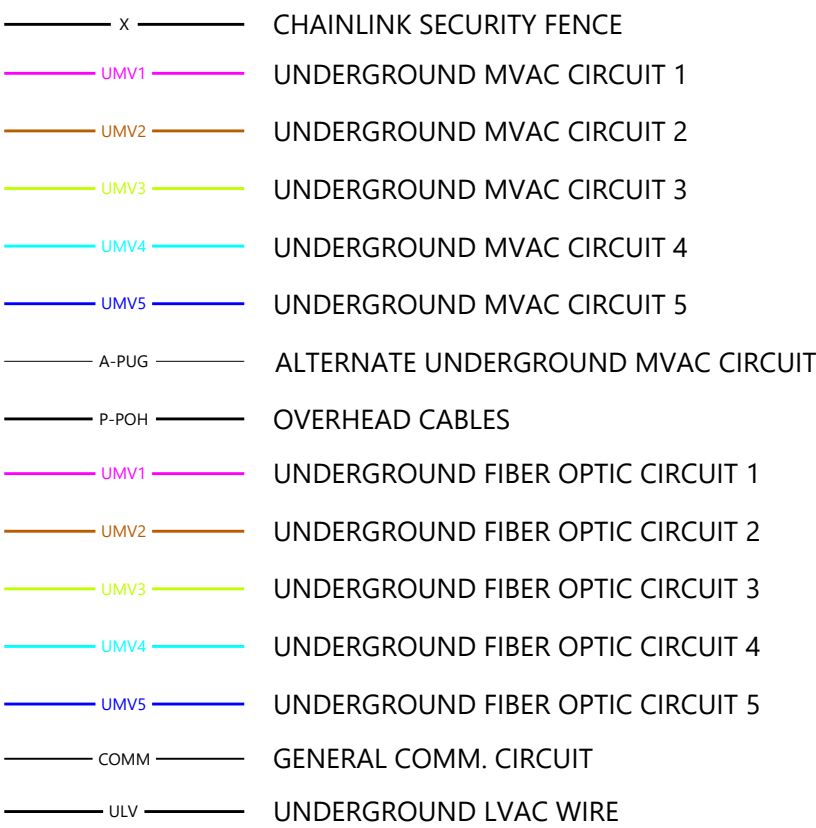 X CHAINLINK SECURITY FENCE
UMV1 UNDERGROUND MVAC CIRCUIT 1
UMV2 UNDERGROUND MVAC CIRCUIT 2
UMV3 UNDERGROUND MVAC CIRCUIT 3
UMV4 UNDERGROUND MVAC CIRCUIT 4
UMV5 UNDERGROUND MVAC CIRCUIT 5
A-PUG ALTERNATE UNDERGROUND MVAC CIRCUIT
P-POH OVERHEAD CABLES
UMV1 UNDERGROUND FIBER OPTIC CIRCUIT 1
UMV2 UNDERGROUND FIBER OPTIC CIRCUIT 2
UMV3 UNDERGROUND FIBER OPTIC CIRCUIT 3
UMV4 UNDERGROUND FIBER OPTIC CIRCUIT 4
UMV5 UNDERGROUND FIBER OPTIC CIRCUIT 5
COMM GENERAL COMM. CIRCUIT
ULV UNDERGROUND LVAC WIRE